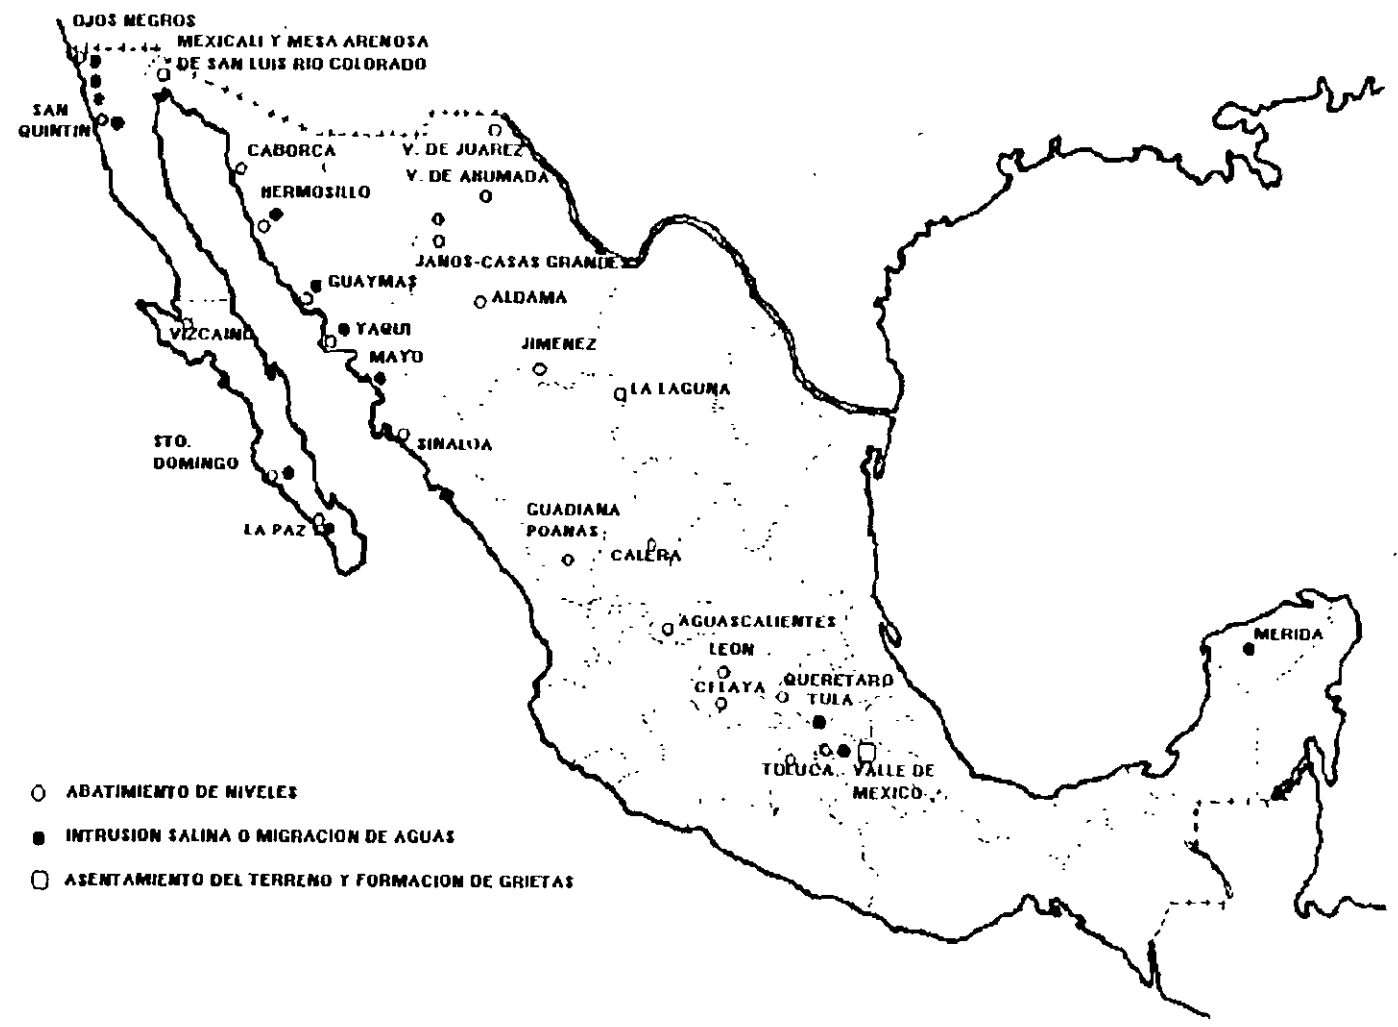 OJOS NEGROS
MEXICALI Y MESA ARENOSA
DE SAN LUIS RIO COLORADO
SAN
QUINTIN
CABORCA
V. DE JUAREZ
HERMOSILLO
V. DE AHUMADA
JANOS-CASAS GRANDES
GUAYMAS
ALDAMA
VIZCAINO
YAQUI
JIMENEZ
MAYO
LA LAGUNA
STO.
DOMINGO
SINALOA
GUADIANA
POANAS
LA PAZ
CALERA
AGUASCALIENTES
MERIDA
LEON
CELAYA
QUERETARO
TULA
TOLUCA
VALLE DE
MEXICO
ABATIMIENTO DE NIVELES
INTRUSION SALINA O MIGRACION DE AGUAS
ASENTAMIENTO DEL TERRENO Y FORMACION DE GRIETAS